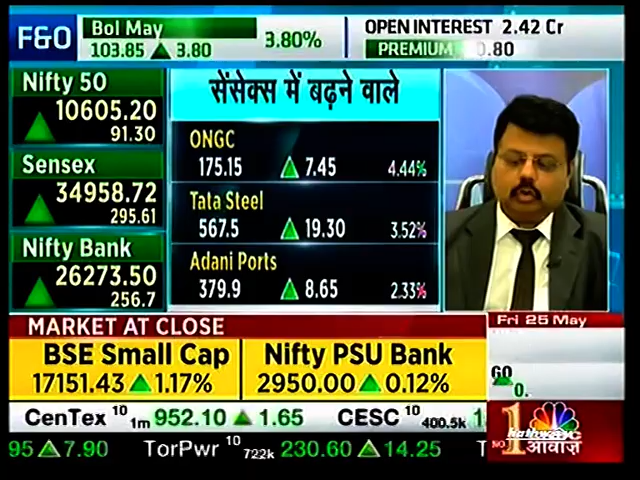 F&O
Bol May
103.85 ▲ 3.80
3.80%
OPEN INTEREST 2.42 Cr
PREMIUM 0.80
Nifty 50
10605.20
▲ 91.30
Sensex
34958.72
▲ 295.61
Nifty Bank
26273.50
▲ 256.7
सेंसेक्स में बढ़ने वाले
ONGC
175.15 ▲ 7.45 4.44%
Tata Steel
567.5 ▲ 19.30 3.52%
Adani Ports
379.9 ▲ 8.65 2.33%
MARKET AT CLOSE
Fri 25 May
BSE Small Cap
17151.43 ▲ 1.17%
Nifty PSU Bank
2950.00 ▲ 0.12%
CenTex 10 1m 952.10 ▲ 1.65 CESC 10 400.5k
95 ▲ 7.90 TorPwr 10 722k 230.60 ▲ 14.25
NO. 1
आवाज़